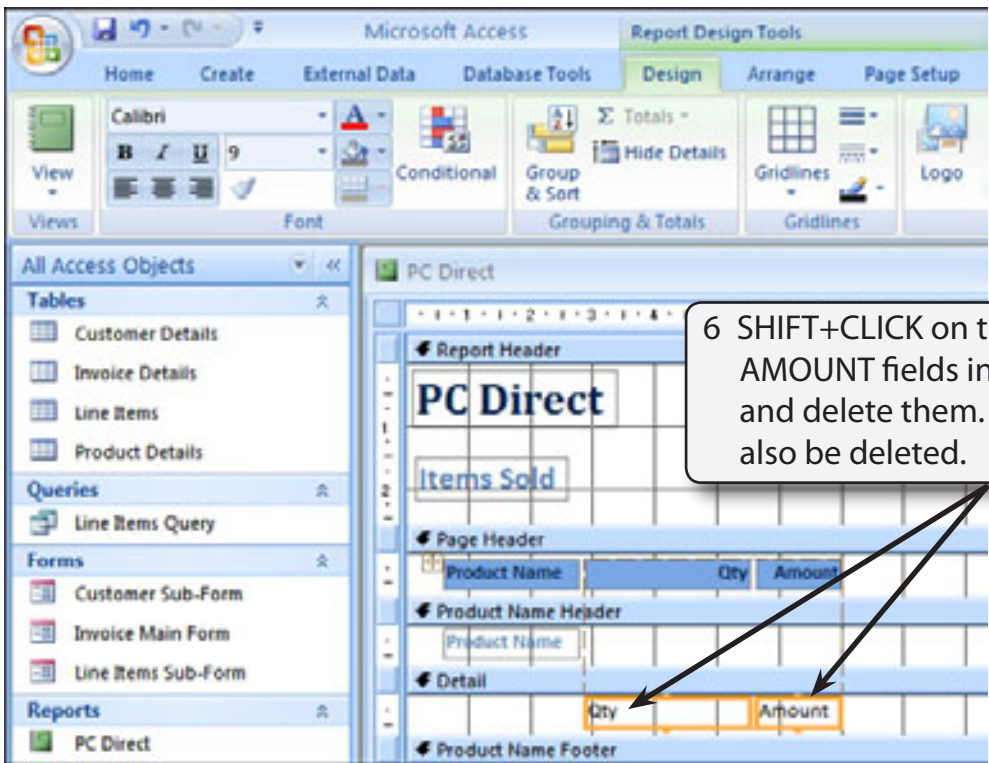 Microsoft Access Report Design Tools
Home Create External Data Database Tools Design Arrange Page Setup
Calibri
B I U 9
View
Conditional
Group & Sort
Σ Totals
Hide Details
Gridlines
Logo
Views Font Grouping & Totals Gridlines
All Access Objects
Tables
Customer Details
Invoice Details
Line Items
Product Details
Queries
Line Items Query
Forms
Customer Sub-Form
Invoice Main Form
Line Items Sub-Form
Reports
PC Direct
PC Direct
1 2 3 4
Report Header
PC Direct
Items Sold
Page Header
Product Name Qty Amount
Product Name Header
Product Name
Detail
Qty Amount
Product Name Footer
6 SHIFT+CLICK on t
AMOUNT fields in
and delete them.
also be deleted.